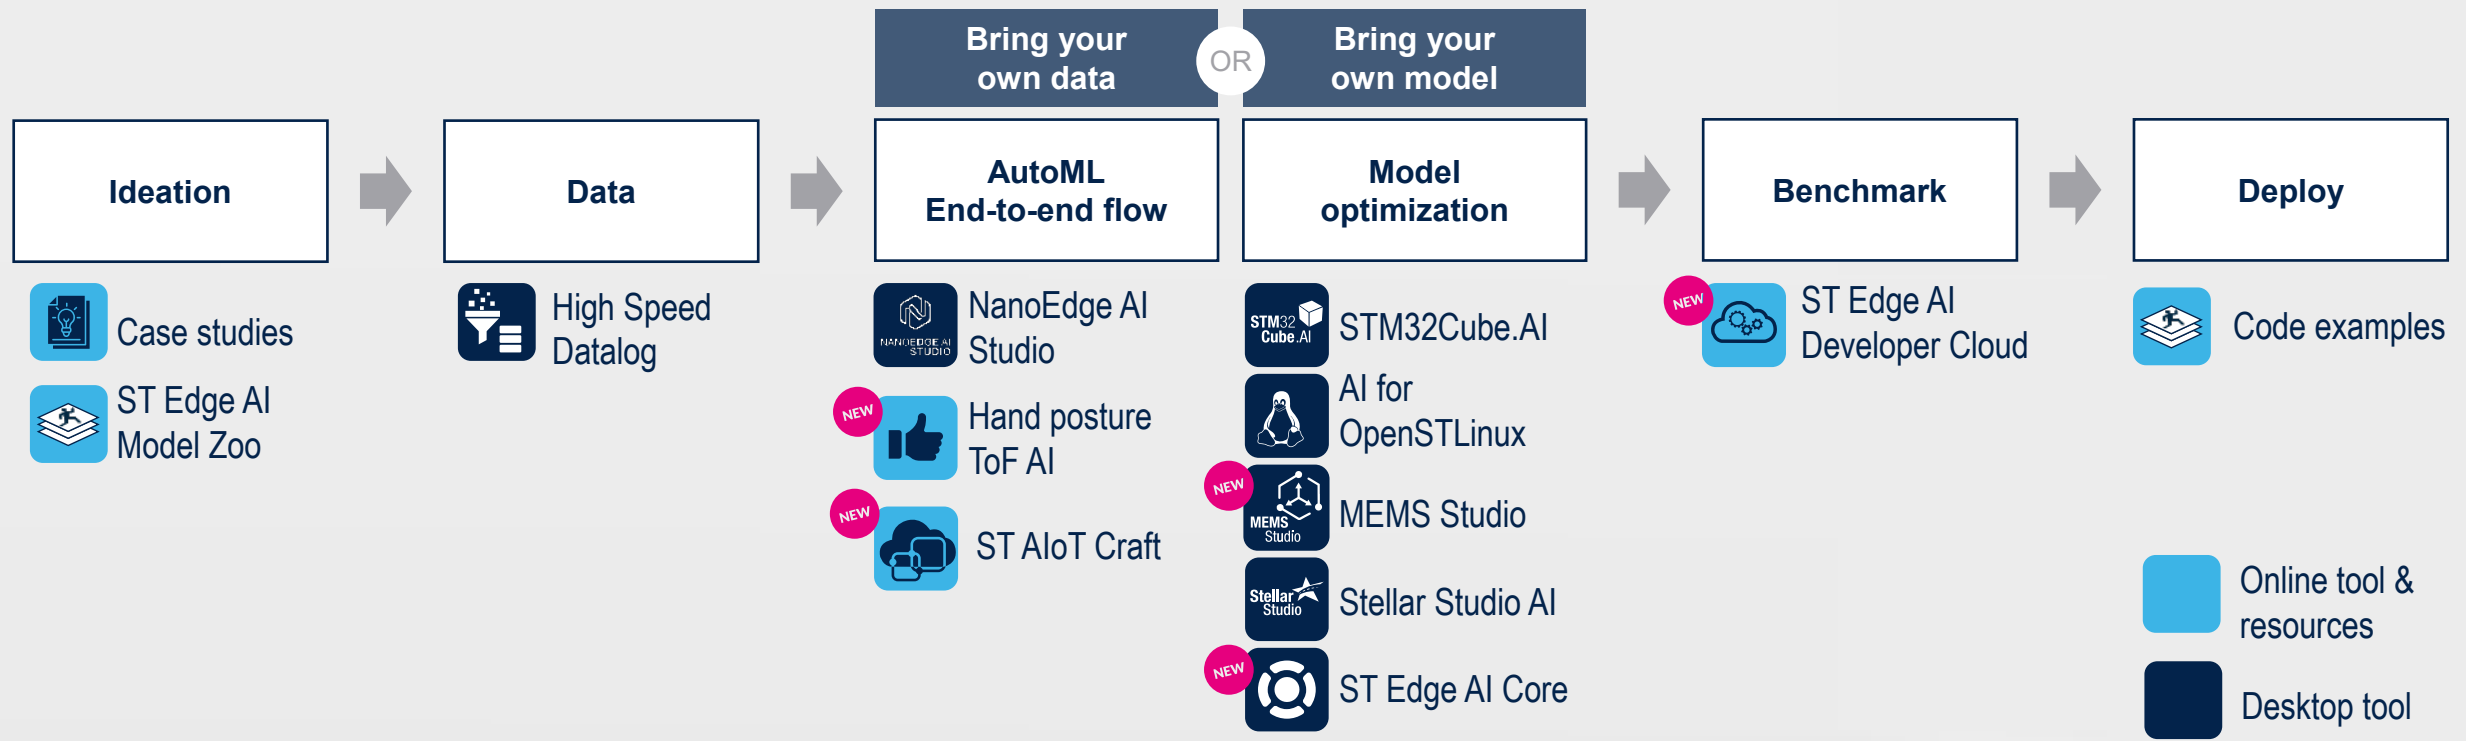 Bring your
own data
OR
Bring your
own model
Ideation
Data
AutoML
End-to-end flow
Model
optimization
Benchmark
Deploy
Case studies
ST Edge AI
Model Zoo
High Speed
Datalog
NANOEDGE AI
STUDIO
NanoEdge AI
Studio
NEW
Hand posture
ToF AI
NEW
ST AIoT Craft
STM32
Cube.AI
STM32Cube.AI
AI for
OpenSTLinux
NEW
MEMS
Studio
MEMS Studio
Stellar
Studio
Stellar Studio AI
NEW
ST Edge AI Core
NEW
ST Edge AI
Developer Cloud
Code examples
Online tool &
resources
Desktop tool